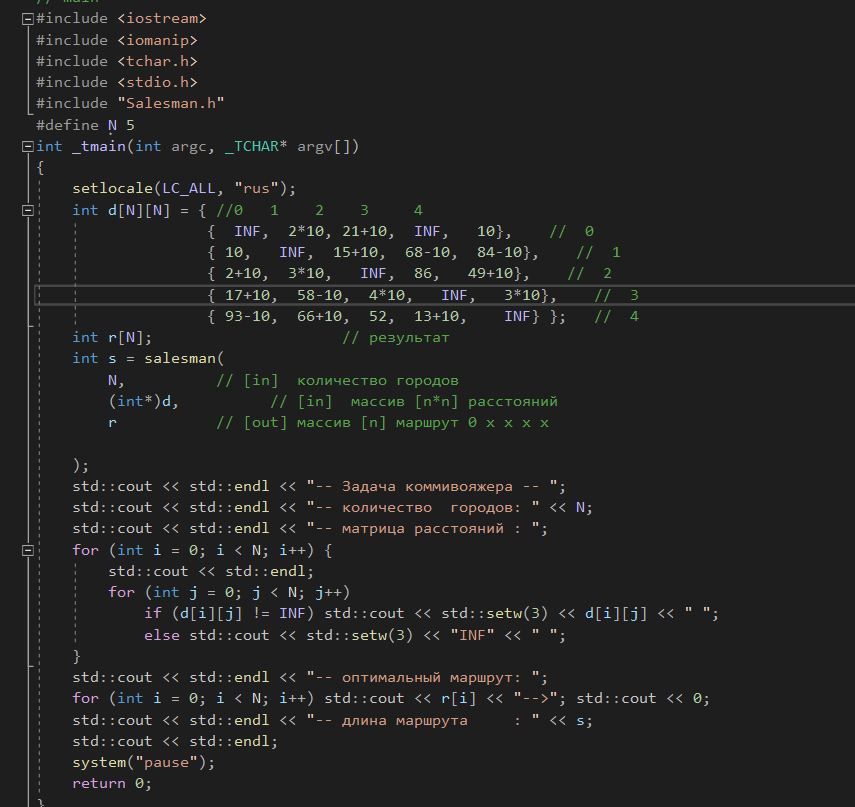 // main
#include <iostream>
#include <iomanip>
#include <tchar.h>
#include <stdio.h>
#include "Salesman.h"
#define N 5
int _tmain(int argc, _TCHAR* argv[])
{
    setlocale(LC_ALL, "rus");
    int d[N][N] = { //0   1    2    3     4
                   {  INF,  2*10, 21+10,  INF,   10},    //  0
                   { 10,   INF,  15+10,  68-10,  84-10},    //  1
                   { 2+10,  3*10,   INF, 86,   49+10},    //  2
                   { 17+10,  58-10,  4*10,   INF,   3*10},    //  3
                   { 93-10,  66+10,  52,  13+10,    INF} };   //  4
    int r[N];                     // результат
    int s = salesman(
        N,          // [in]  количество городов
        (int*)d,          // [in]  массив [n*n] расстояний
        r           // [out] массив [n] маршрут 0 x x x x
    );
    std::cout << std::endl << "-- Задача коммивояжера -- ";
    std::cout << std::endl << "-- количество  городов: " << N;
    std::cout << std::endl << "-- матрица расстояний : ";
    for (int i = 0; i < N; i++) {
        std::cout << std::endl;
        for (int j = 0; j < N; j++)
            if (d[i][j] != INF) std::cout << std::setw(3) << d[i][j] << " ";
            else std::cout << std::setw(3) << "INF" << " ";
    }
    std::cout << std::endl << "-- оптимальный маршрут: ";
    for (int i = 0; i < N; i++) std::cout << r[i] << "-->"; std::cout << 0;
    std::cout << std::endl << "-- длина маршрута     : " << s;
    std::cout << std::endl;
    system("pause");
    return 0;
}